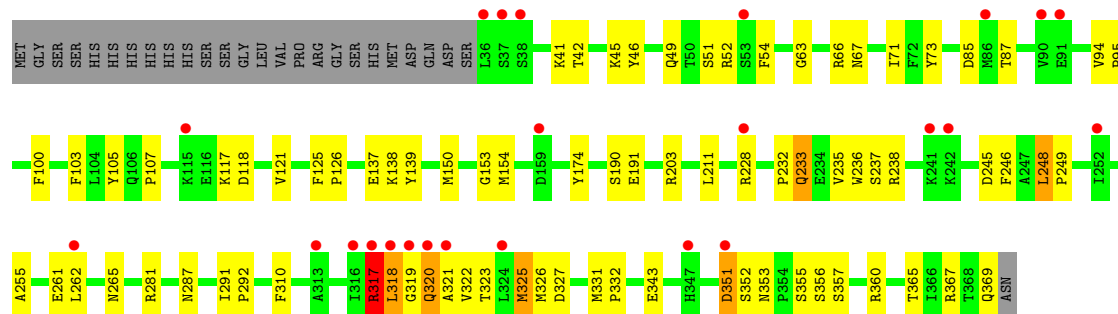 MET GLY SER SER HIS HIS HIS HIS HIS HIS SER SER GLY LEU VAL PRO ARG GLY SER HIS MET ASP GLN ASP SER L36 S37 S38 K41 T42 K45 Y46 Q49 T50 S51 R52 S53 F54 G63 R66 N67 I71 F72 Y73 D85 M86 T87 V90 E91 V94 P95
F100 F103 L104 Y105 Q106 P107 K115 E116 K117 D118 V121 F125 P126 E137 K138 Y139 M150 G153 M154 D159 Y174 S190 E191 R203 L211 R228 P232 Q233 E234 V235 W236 S237 R238 K241 K242 D245 F246 A247 L248 P249 I252
A255 E261 L262 N265 R281 N287 I291 P292 F310 A313 I316 R317 L318 G319 Q320 A321 V322 T323 L324 M325 M326 D327 M331 P332 E343 H347 D351 S352 N353 P354 S355 S356 S357 R360 T365 I366 R367 T368 Q369 ASN